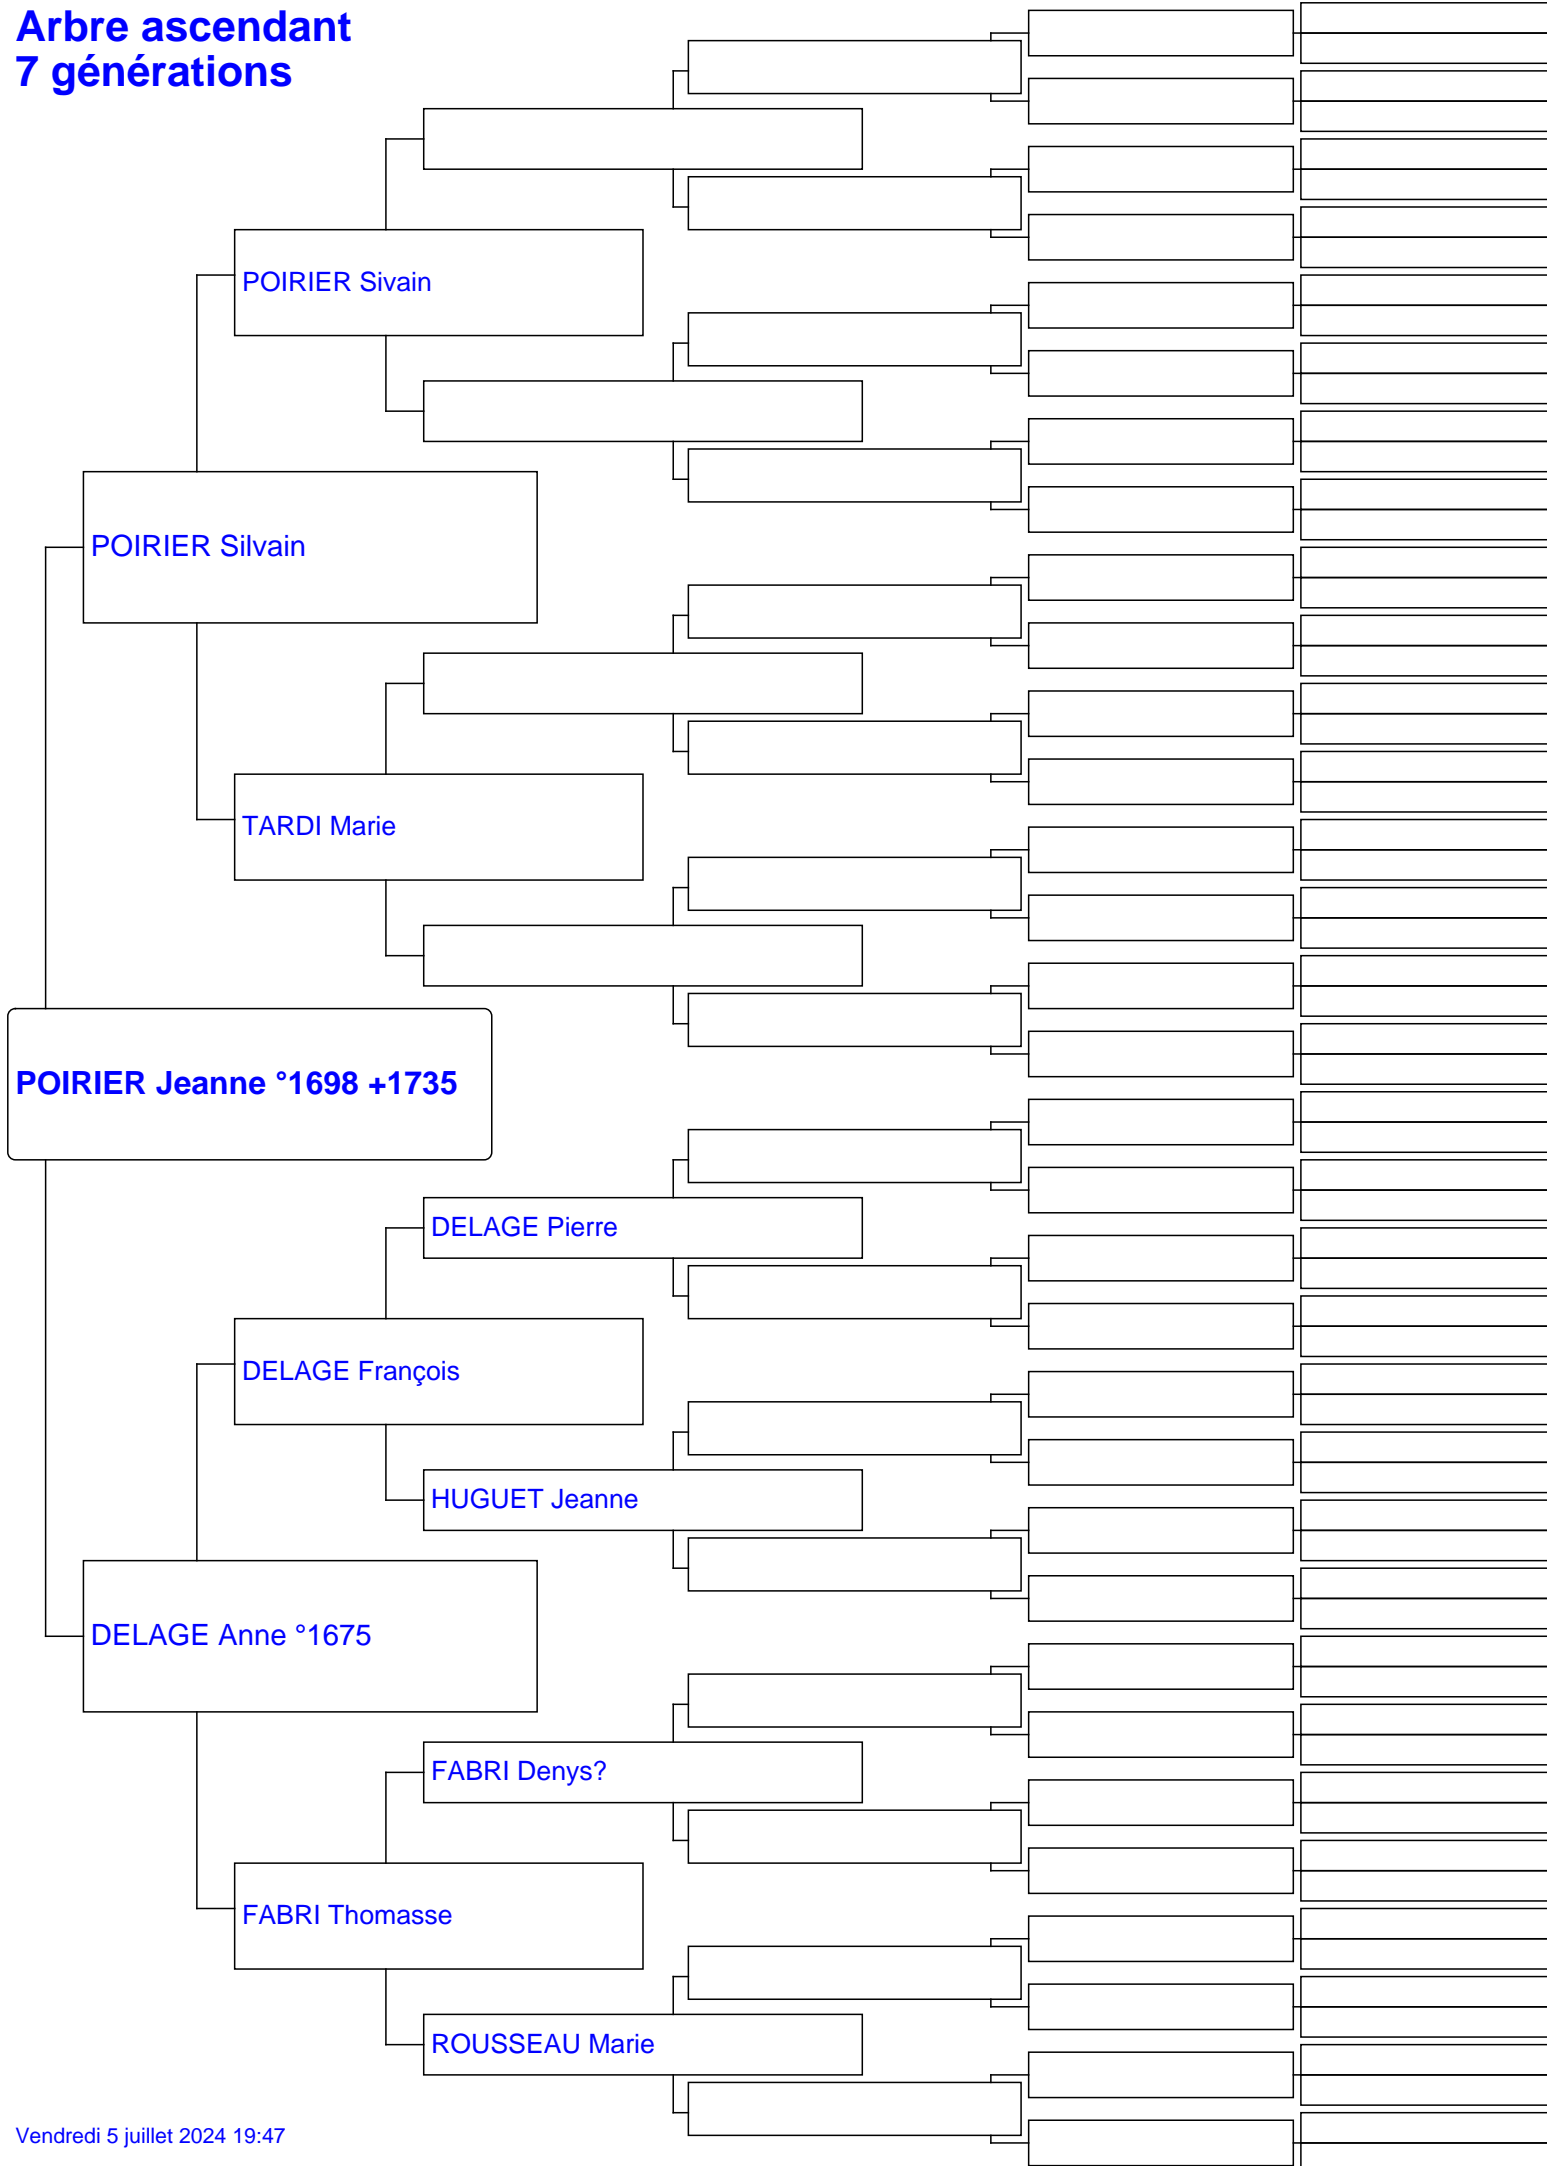 Arbre ascendant
7 générations
POIRIER Sivain
POIRIER Silvain
TARDI Marie
POIRIER Jeanne °1698 +1735
DELAGE Pierre
DELAGE François
HUGUET Jeanne
DELAGE Anne °1675
FABRI Denys?
FABRI Thomasse
ROUSSEAU Marie
Vendredi 5 juillet 2024 19:47